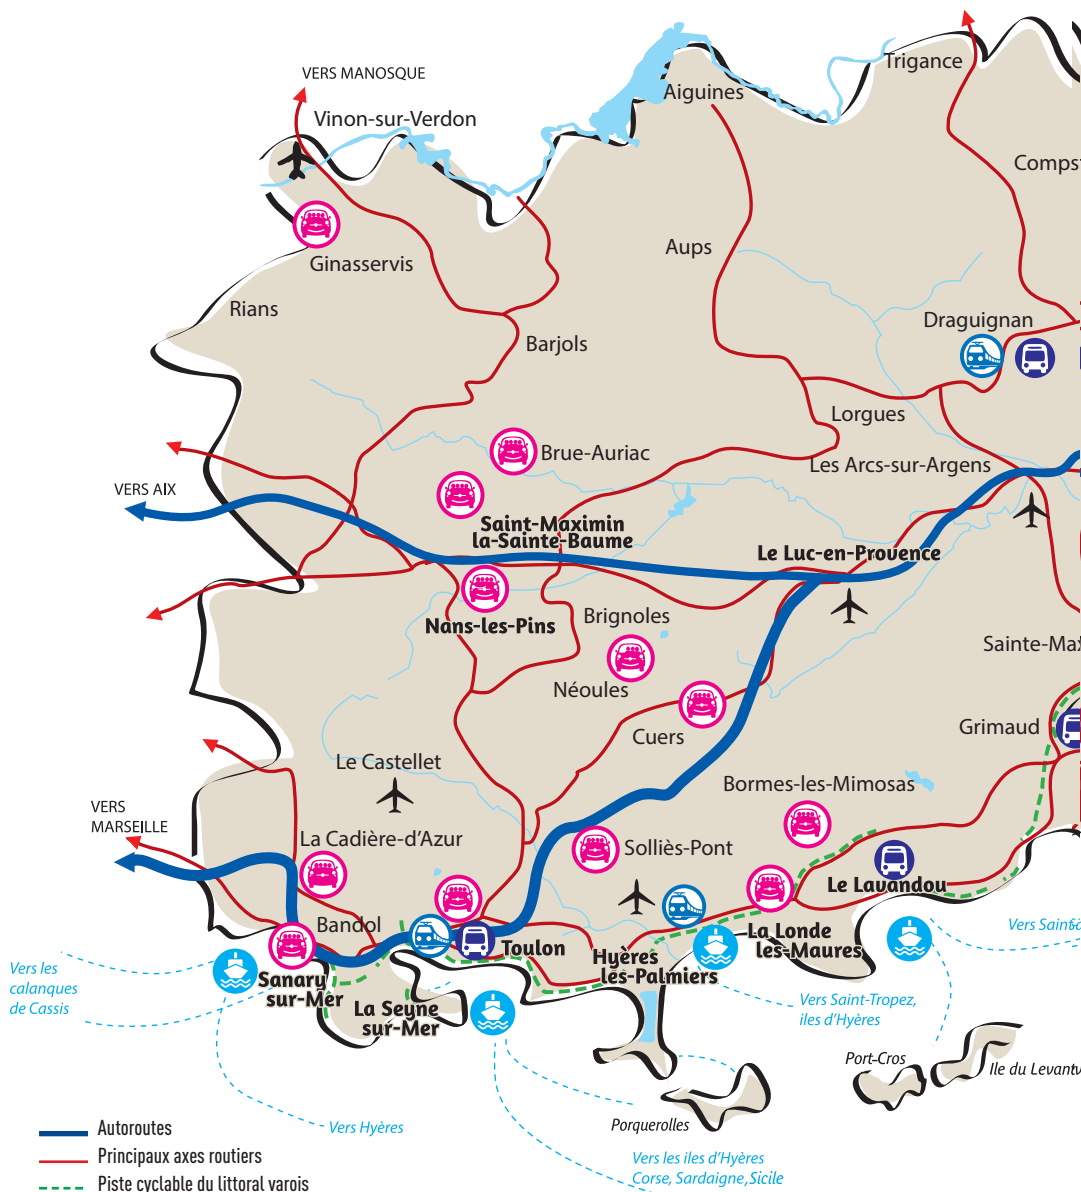 Trigance
VERS MANOSQUE
Aiguines
Vinon-sur-Verdon
Comps
Aups
Ginasservis
Rians
Draguignan
Barjols
Lorgues
Brue-Auriac
Les Arcs-sur-Argens
VERS AIX
Saint-Maximin
la-Sainte-Baume
Le Luc-en-Provence
Brignoles
Nans-les-Pins
Sainte-Max
Néoules
Grimaud
Cuers
Le Castellet
Bormes-les-Mimosas
VERS
MARSEILLE
La Cadière-d'Azur
Solliès-Pont
Le Lavandou
Bandol
La Londe
les-Maures
Toulon
Hyères
les-Palmiers
Vers les
calanques
de Cassis
Sanary
sur-Mer
La Seyne
sur-Mer
Vers Saint-Tropez,
iles d'Hyères
Port-Cros
Ile du Levant
Porquerolles
Vers Hyères
Vers les iles d'Hyères
Corse, Sardaigne, Sicile
Autoroutes
Principaux axes routiers
Piste cyclable du littoral varois